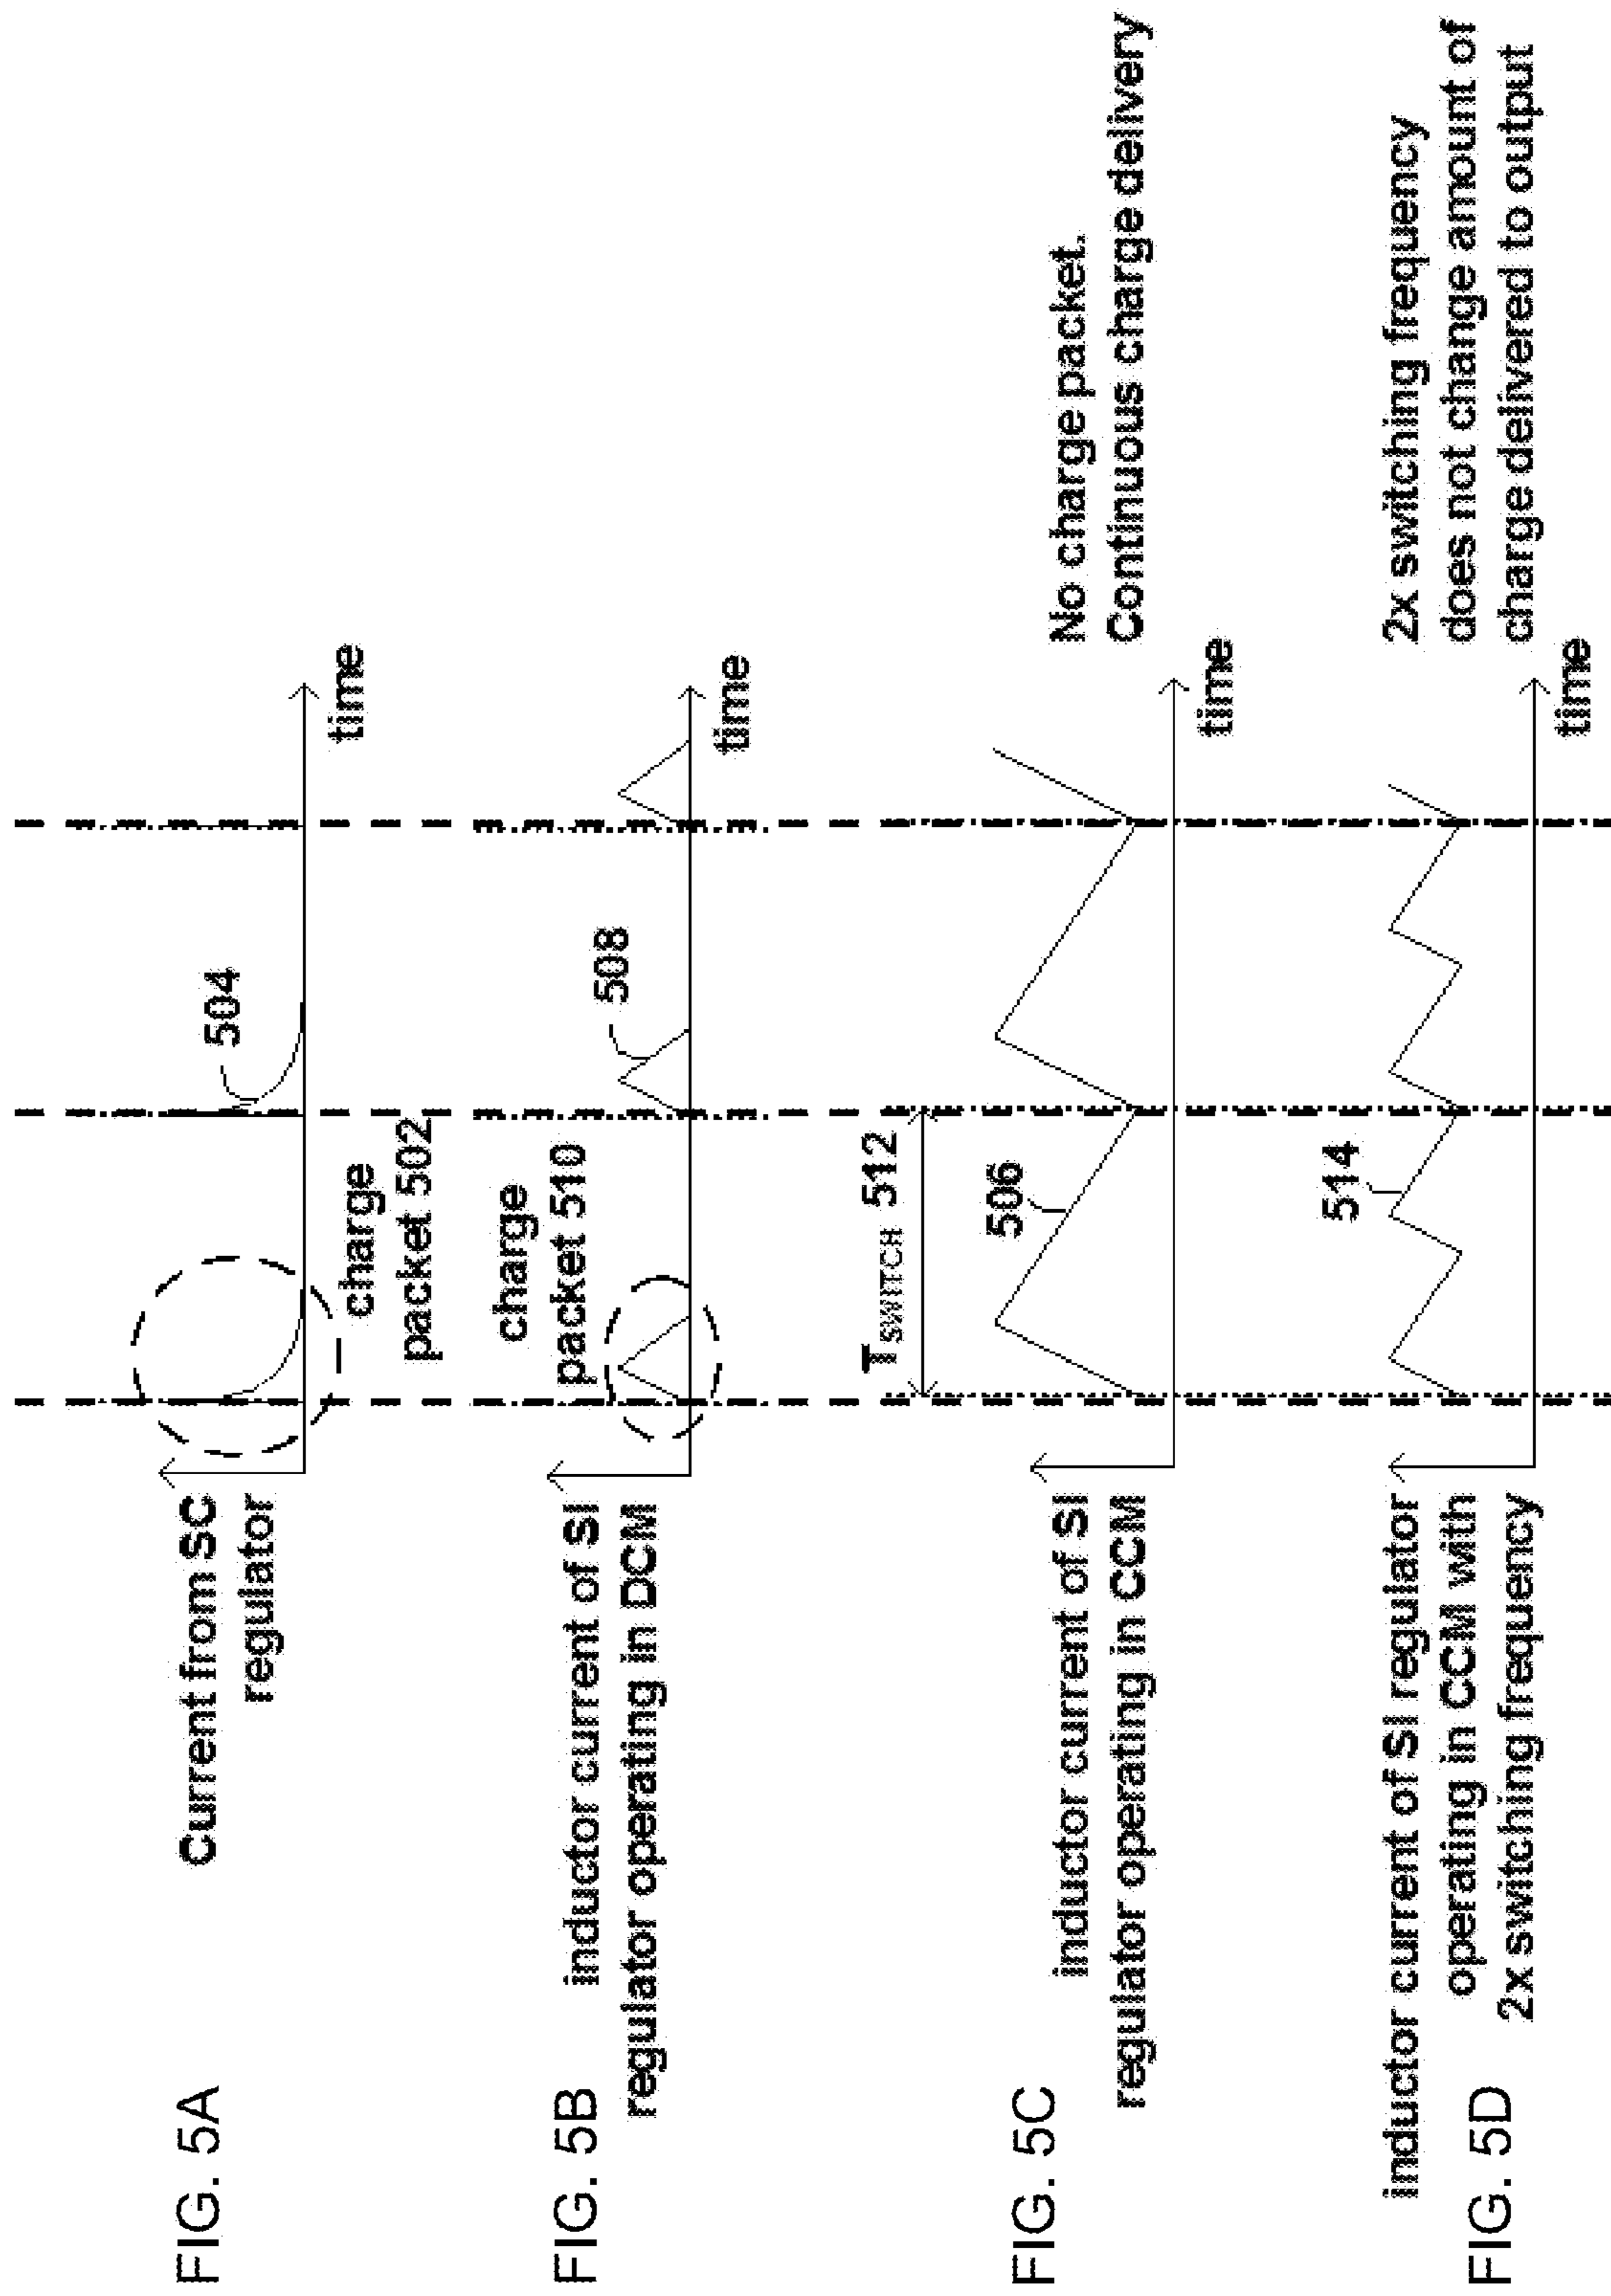 FIG. 5A
Current from SC
regulator
504
charge
packet 502
time
FIG. 5B
inductor current of SI
regulator operating in DCM
charge
packet 510
508
time
FIG. 5C
inductor current of SI
regulator operating in CCM
TSWITCH 512
506
time
No charge packet.
Continuous charge delivery
FIG. 5D
inductor current of SI regulator
operating in CCM with
2x switching frequency
514
time
2x switching frequency
does not change amount of
charge delivered to output